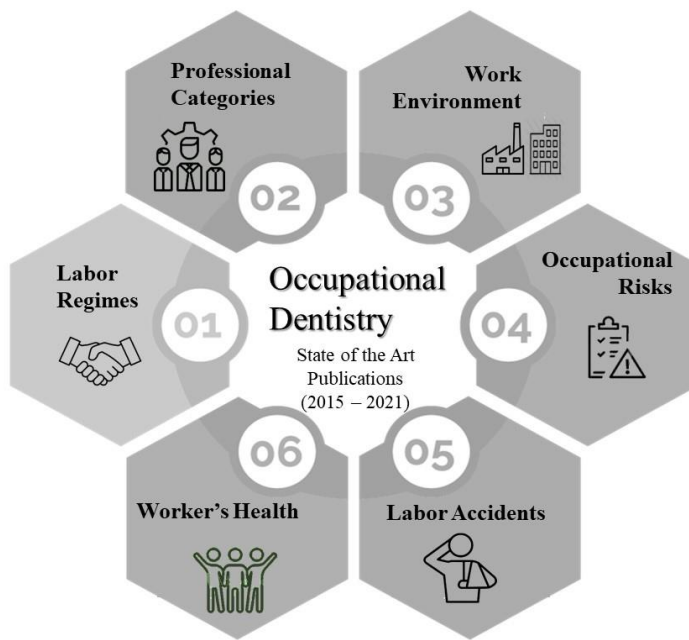 Professional
Categories
02
Work
Environment
03
Labor
Regimes
01
Occupational
Dentistry
State of the Art
Publications
(2015 – 2021)
Occupational
Risks
04
06
Worker's Health
05
Labor Accidents